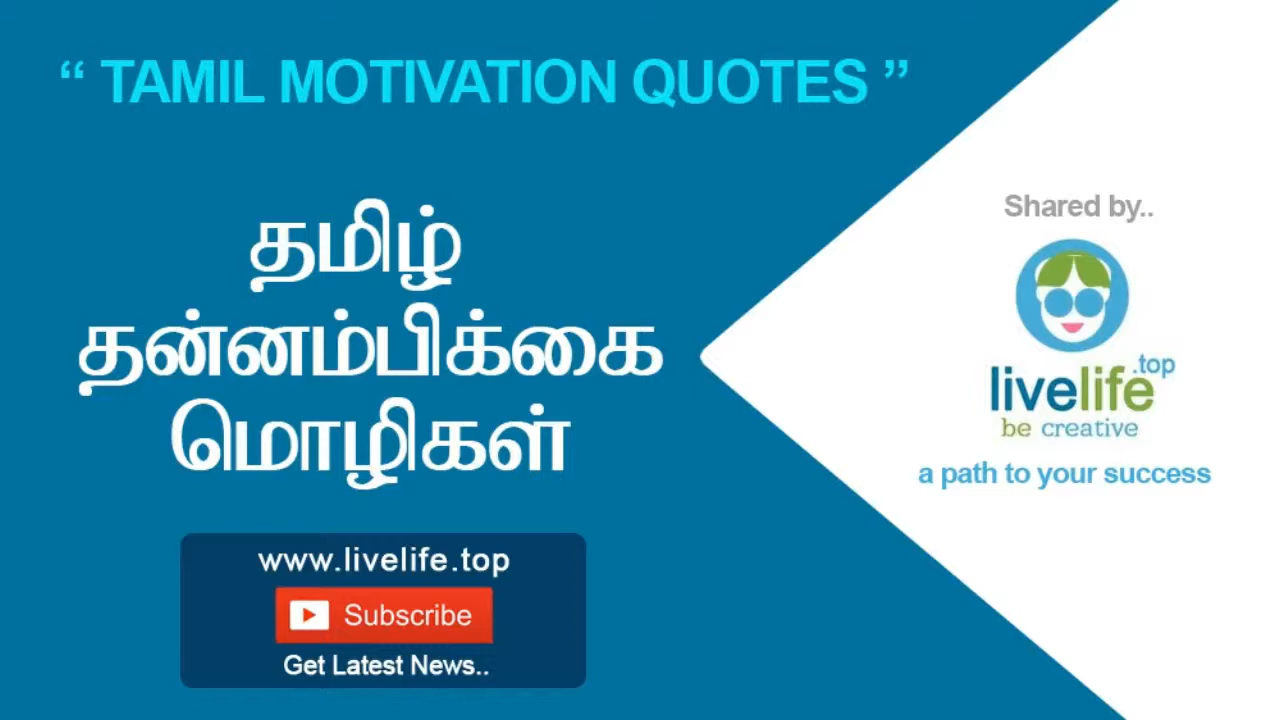 “ TAMIL MOTIVATION QUOTES ”
தமிழ்
தன்னம்பிக்கை
மொழிகள்
www.livelife.top
Subscribe
Get Latest News..
Shared by..
livelife.top
be creative
a path to your success